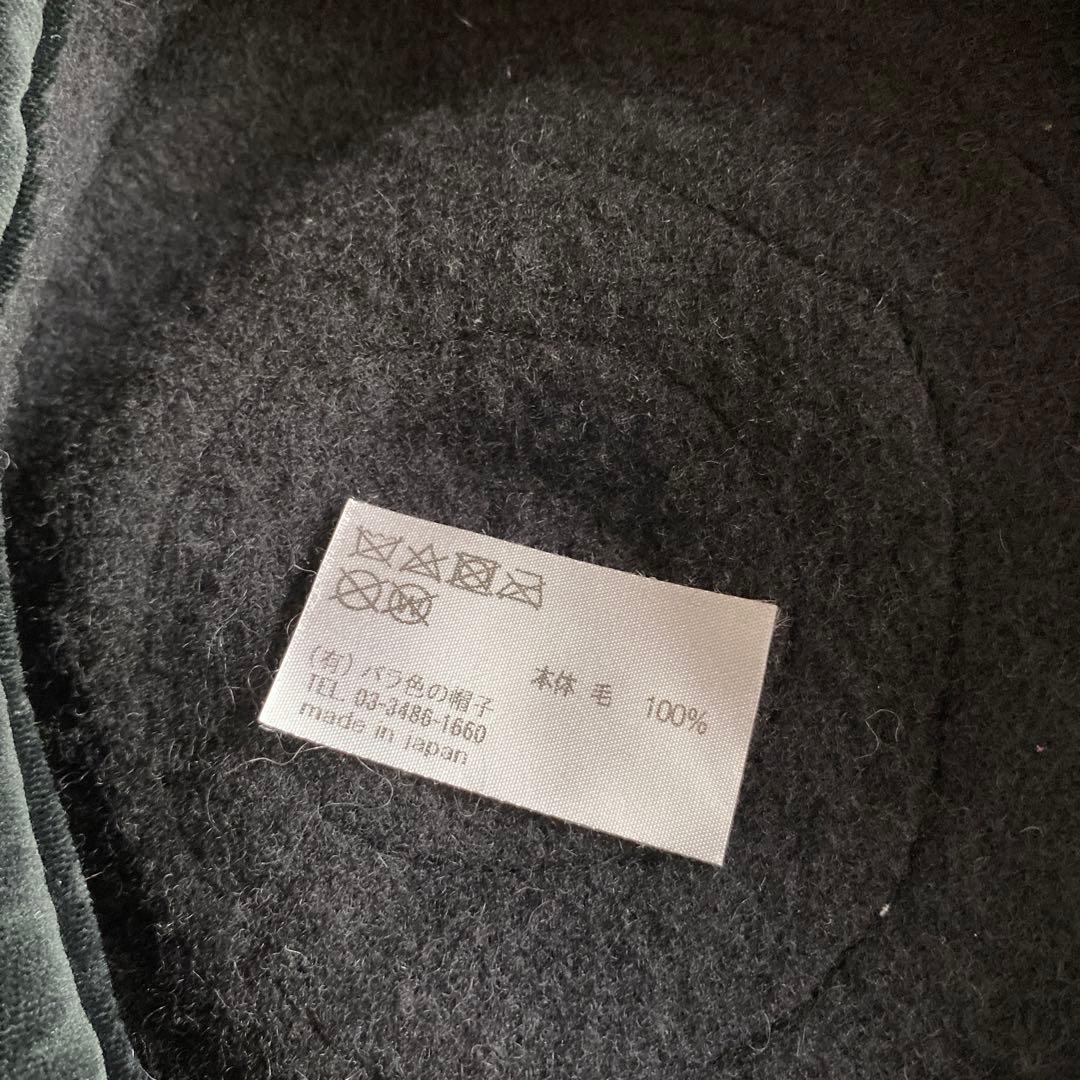 (有)バラ色の帽子
TEL. 03-3486-1660
made in japan
本体 毛 100%